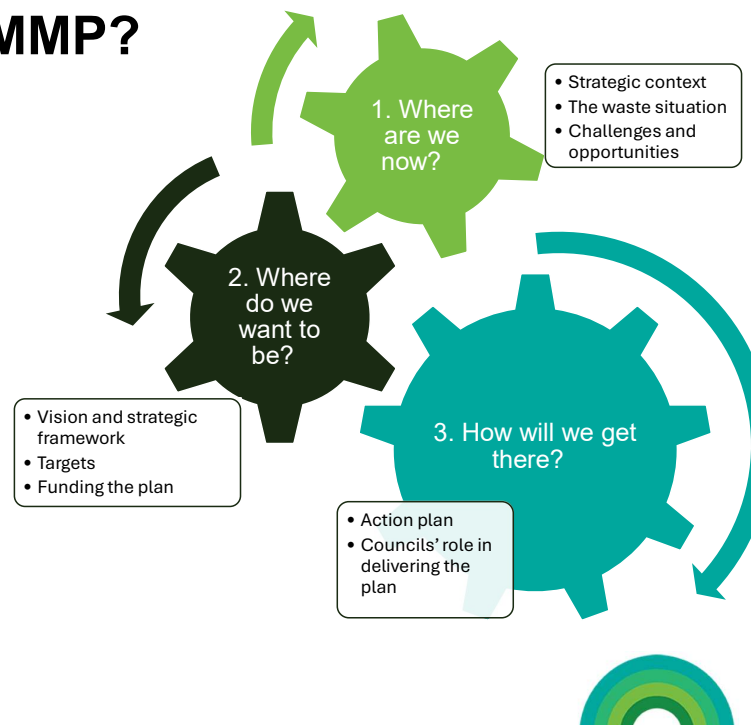 MMP?
1. Where
are we
now?
• Strategic context
• The waste situation
• Challenges and
opportunities
2. Where
do we
want to
be?
• Vision and strategic
framework
• Targets
• Funding the plan
3. How will we get
there?
• Action plan
• Councils’ role in
delivering the
plan